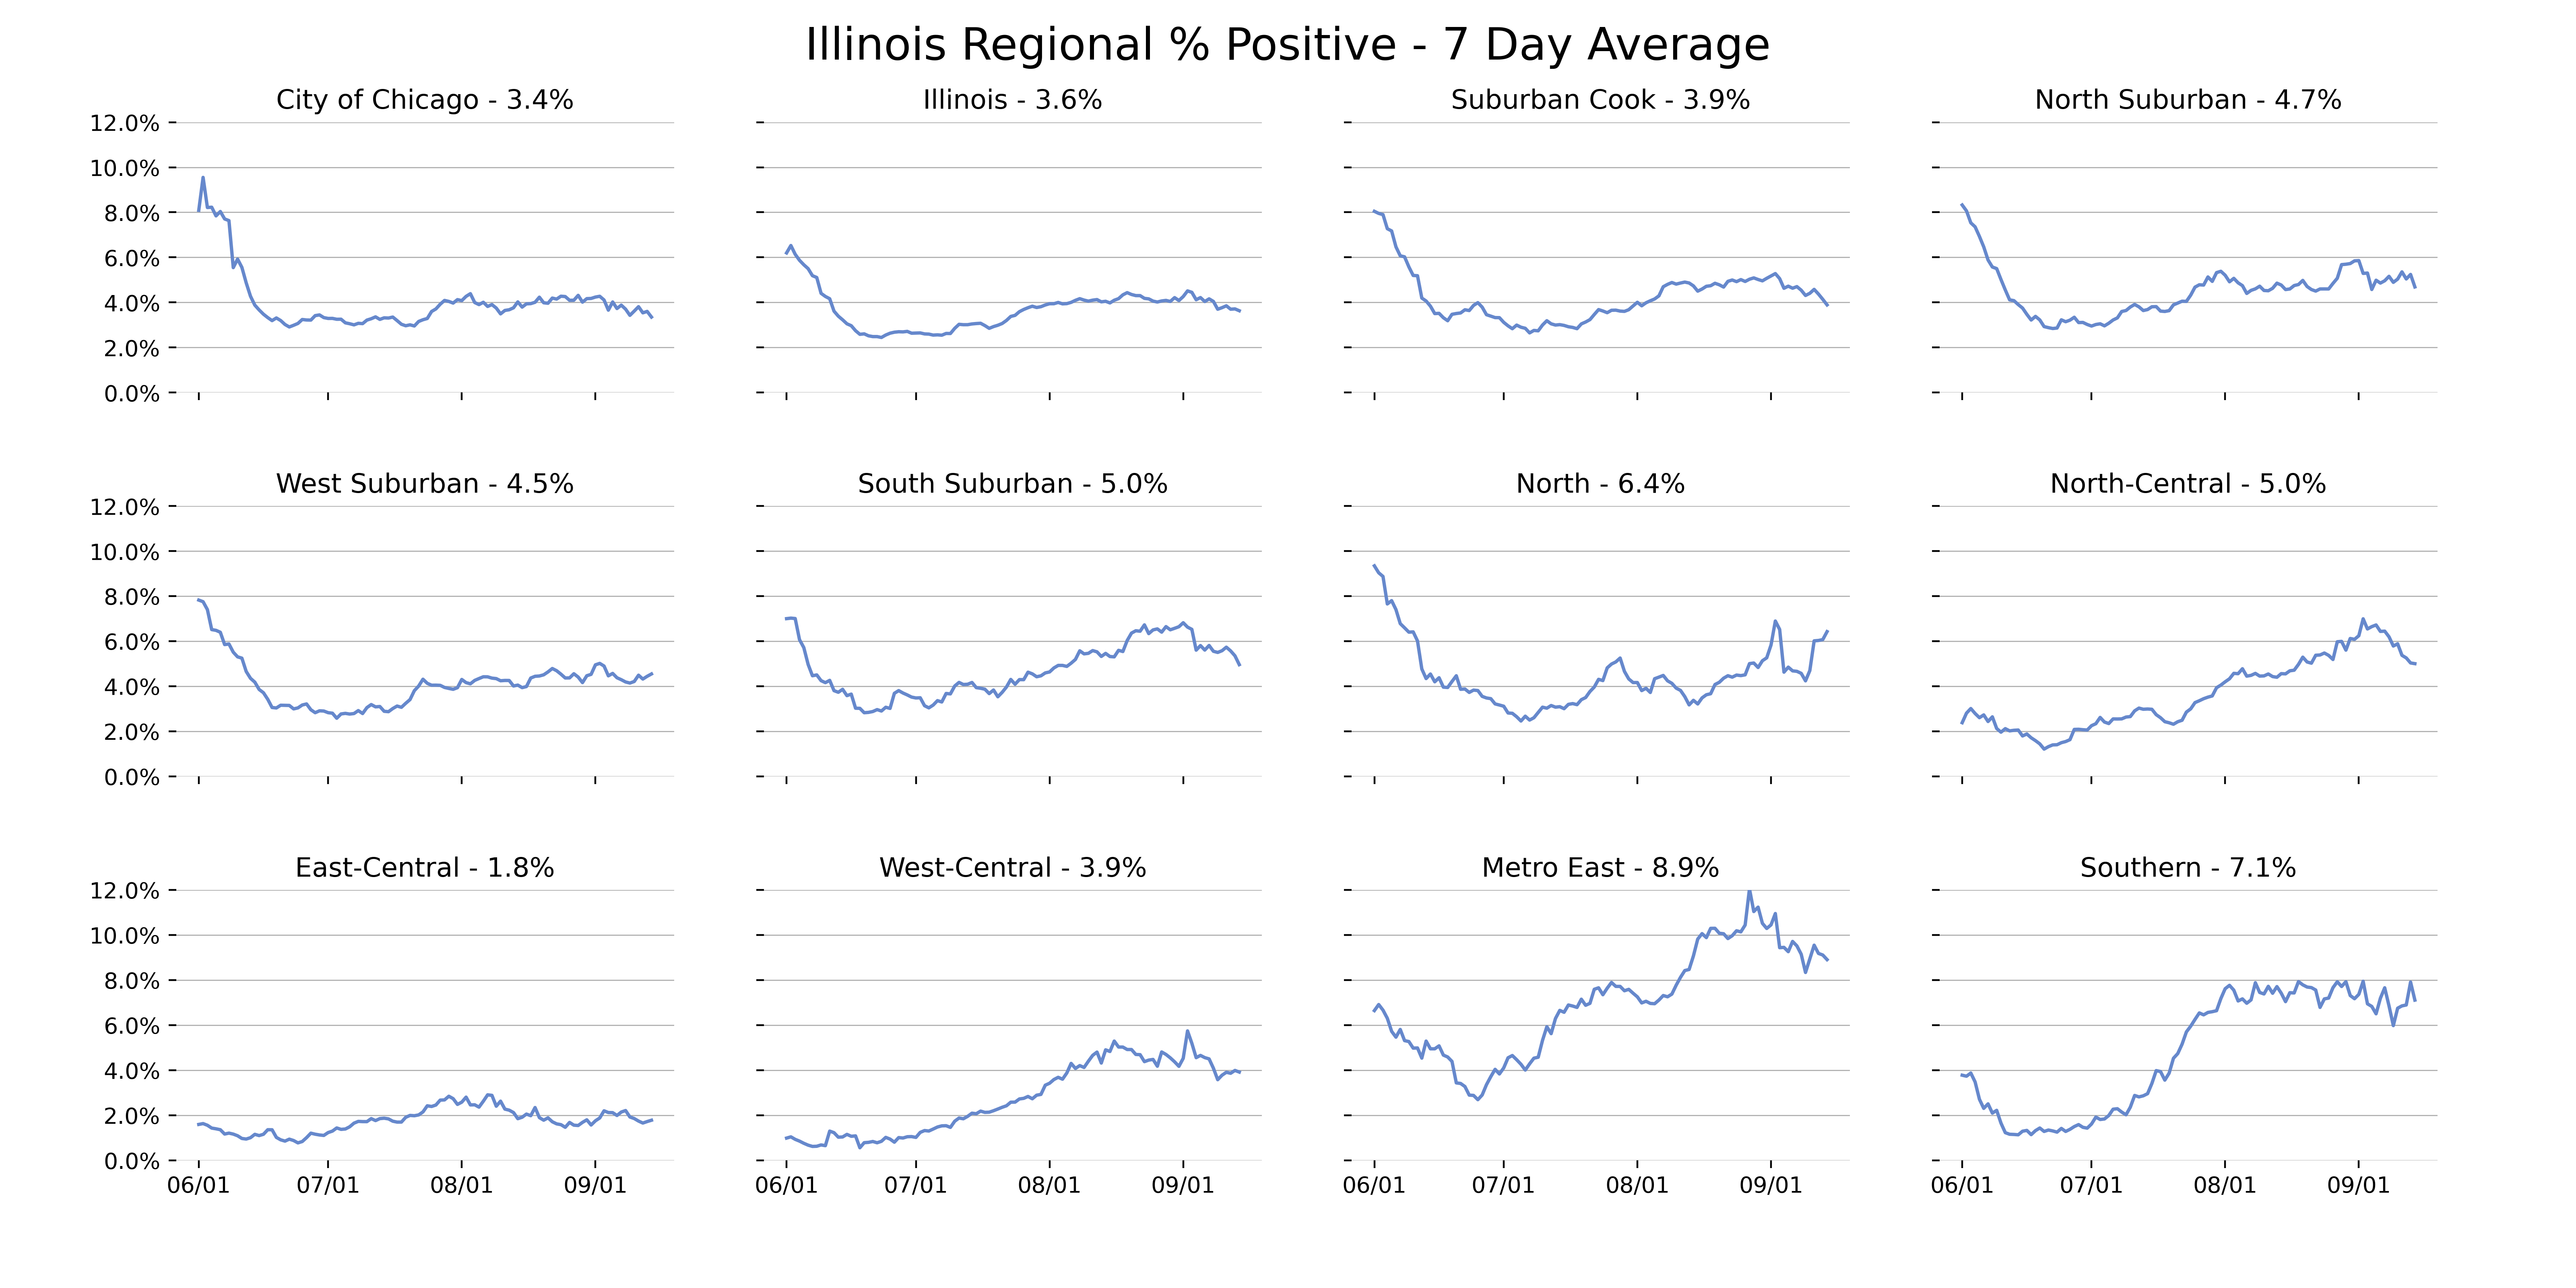 Illinois Regional % Positive - 7 Day Average
City of Chicago - 3.4%
Illinois - 3.6%
Suburban Cook - 3.9%
North Suburban - 4.7%
12.0%
10.0%
8.0%
6.0%
4.0%
2.0%
0.0%
West Suburban - 4.5%
South Suburban - 5.0%
North - 6.4%
North-Central - 5.0%
12.0%
10.0%
8.0%
6.0%
4.0%
2.0%
0.0%
East-Central - 1.8%
West-Central - 3.9%
Metro East - 8.9%
Southern - 7.1%
12.0%
10.0%
8.0%
6.0%
4.0%
2.0%
0.0%
06/01 07/01 08/01 09/01
06/01 07/01 08/01 09/01
06/01 07/01 08/01 09/01
06/01 07/01 08/01 09/01